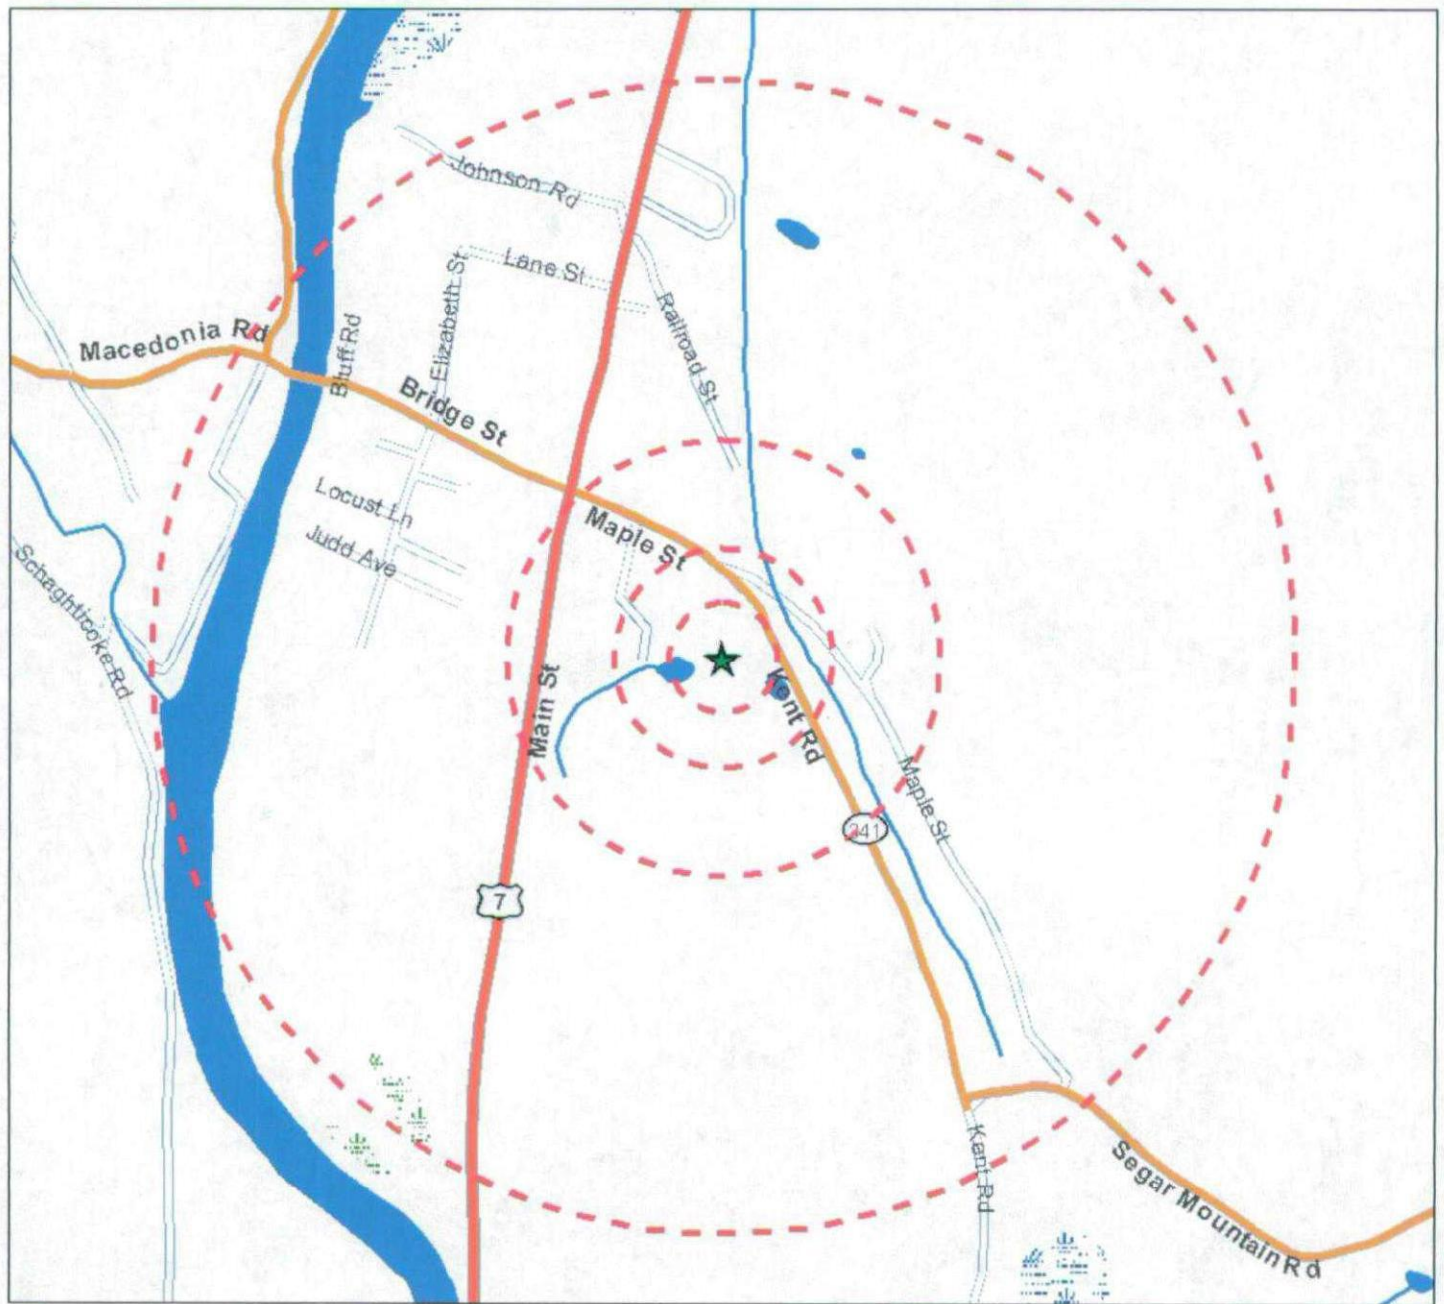 Johnson Rd
Lane St
Elizabeth St
Railroad St
Macedonia Rd
Bluff Rd
Bridge St
Locust Ln
Maple St
Judd Ave
Schaghticoke Rd
Main St
Kent Rd
Maple St
341
7
Kent Rd
Segar Mountain Rd